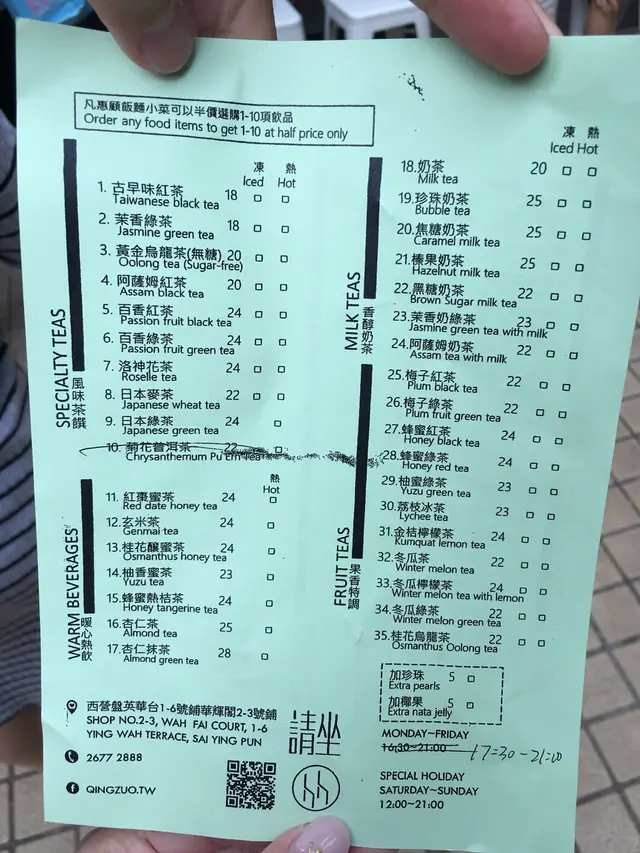 凡惠顧飯麵小菜可以半價選購1-10項飲品
Order any food items to get 1-10 at half price only
SPECIALTY TEAS 風味茶饌
凍 熱
Iced Hot
1. 古早味紅茶 18
Taiwanese black tea
2. 茉香綠茶 18
Jasmine green tea
3. 黃金烏龍茶(無糖) 20
Oolong tea (Sugar-free)
4. 阿薩姆紅茶 20
Assam black tea
5. 百香紅茶 24
Passion fruit black tea
6. 百香綠茶 24
Passion fruit green tea
7. 洛神花茶 24
Roselle tea
8. 日本麥茶 22
Japanese wheat tea
9. 日本綠茶 24
Japanese green tea
10. 菊花普洱茶 22
Chrysanthemum Pu Erh Tea
WARM BEVERAGES 暖心熱飲
熱
Hot
11. 紅棗蜜茶 24
Red date honey tea
12. 玄米茶 24
Genmai tea
13. 桂花釀蜜茶 24
Osmanthus honey tea
14. 柚香蜜茶 23
Yuzu tea
15. 蜂蜜熱桔茶 24
Honey tangerine tea
16. 杏仁茶 25
Almond tea
17. 杏仁抹茶 28
Almond green tea
MILK TEAS 香醇奶茶
凍 熱
Iced Hot
18.奶茶 20
Milk tea
19.珍珠奶茶 25
Bubble tea
20.焦糖奶茶 25
Caramel milk tea
21.榛果奶茶 25
Hazelnut milk tea
22.黑糖奶茶 22
Brown Sugar milk tea
23.茉香奶綠茶 23
Jasmine green tea with milk
24.阿薩姆奶茶 22
Assam tea with milk
FRUIT TEAS 果香特調
25.梅子紅茶 22
Plum black tea
26.梅子綠茶 22
Plum fruit green tea
27.蜂蜜紅茶 24
Honey black tea
28.蜂蜜綠茶 24
Honey red tea
29.柚蜜綠茶 23
Yuzu green tea
30.荔枝冰茶 23
Lychee tea
31.金桔檸檬茶 24
Kumquat lemon tea
32.冬瓜茶 22
Winter melon tea
33.冬瓜檸檬茶 24
Winter melon tea with lemon
34.冬瓜綠茶 22
Winter melon green tea
35.桂花烏龍茶 22
Osmanthus Oolong tea
加珍珠 5
Extra pearls
加椰果 5
Extra nata jelly
西營盤英華台1-6號鋪華輝閣2-3號鋪
SHOP NO.2-3, WAH FAI COURT, 1-6
YING WAH TERRACE, SAI YING PUN
2677 2888
QINGZUO.TW
請坐
MONDAY~FRIDAY
16:30~21:00 17=30-21=00
SPECIAL HOLIDAY
SATURDAY~SUNDAY
12:00~21:00